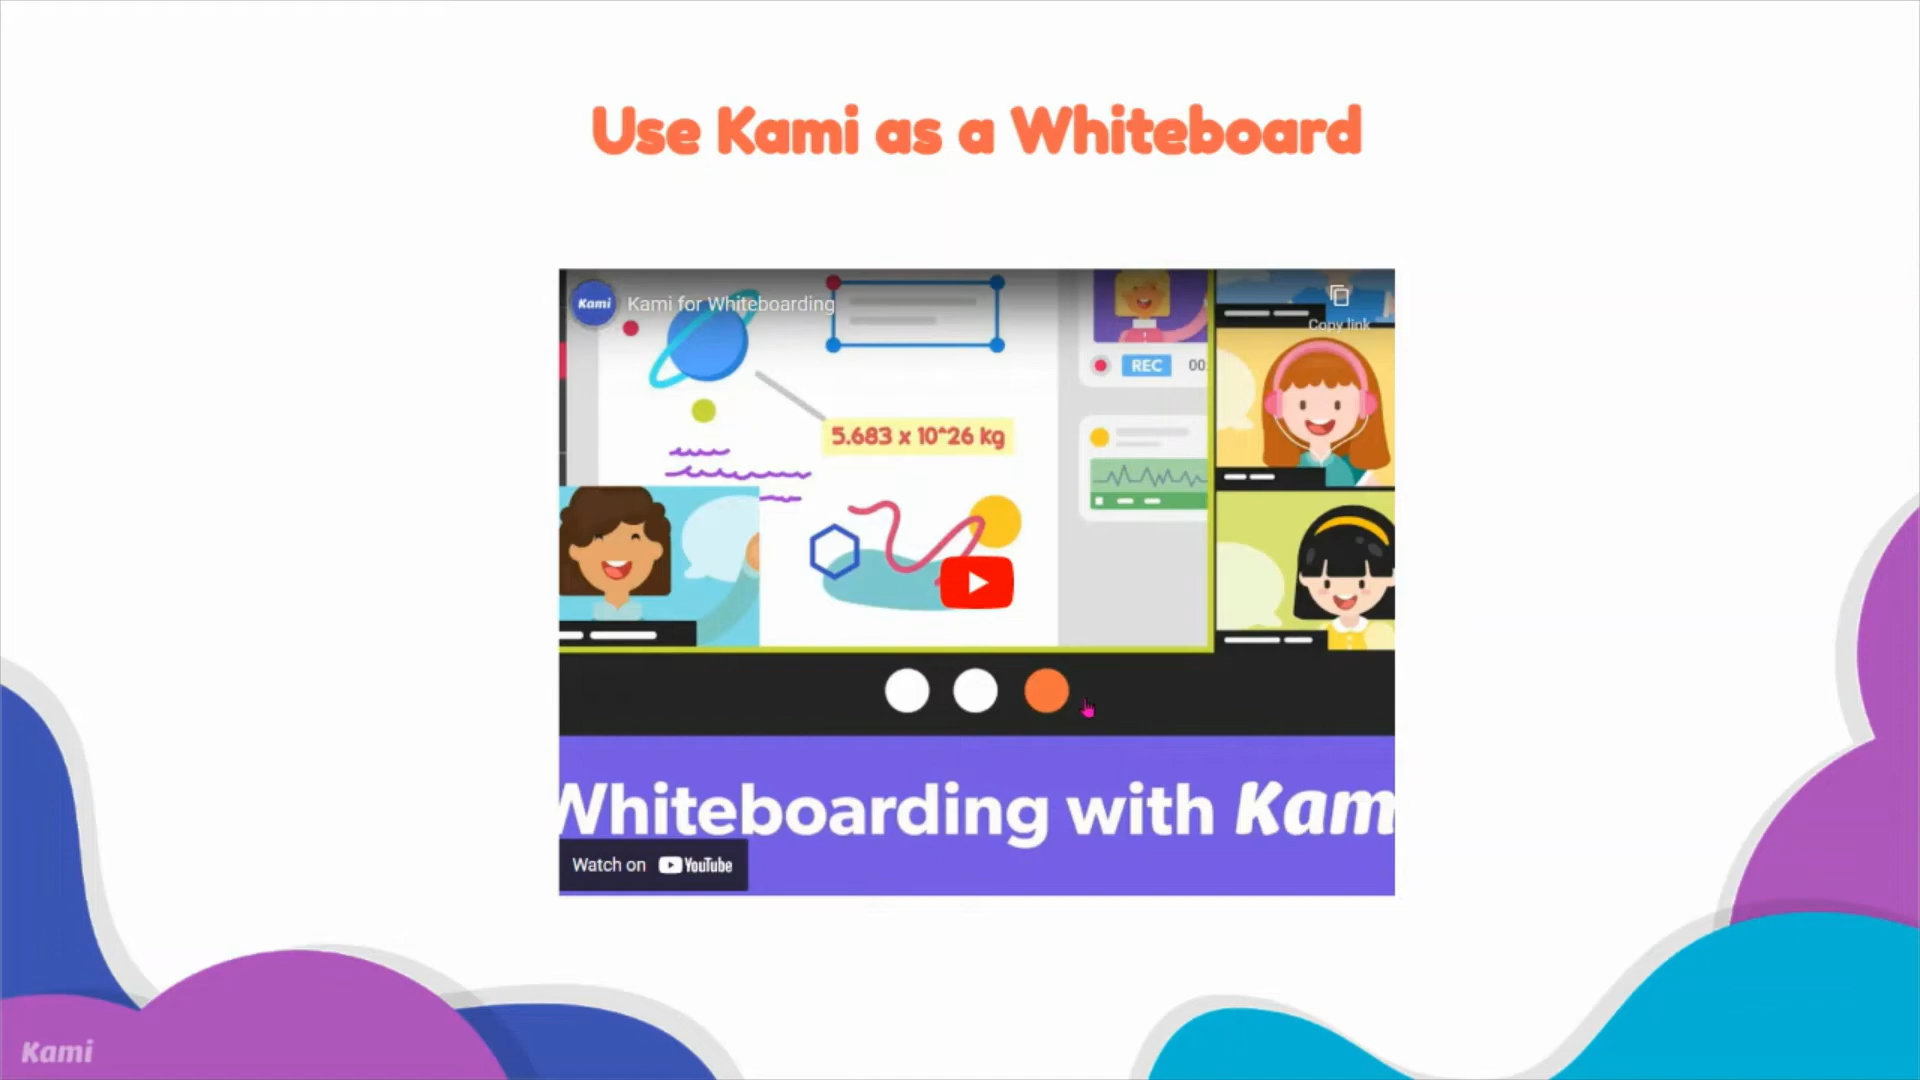 Use Kami as a Whiteboard
Kami
Kami for Whiteboarding
Copy link
REC 00:
5.683 x 10^26 kg
Whiteboarding with Kam
Watch on YouTube
Kami